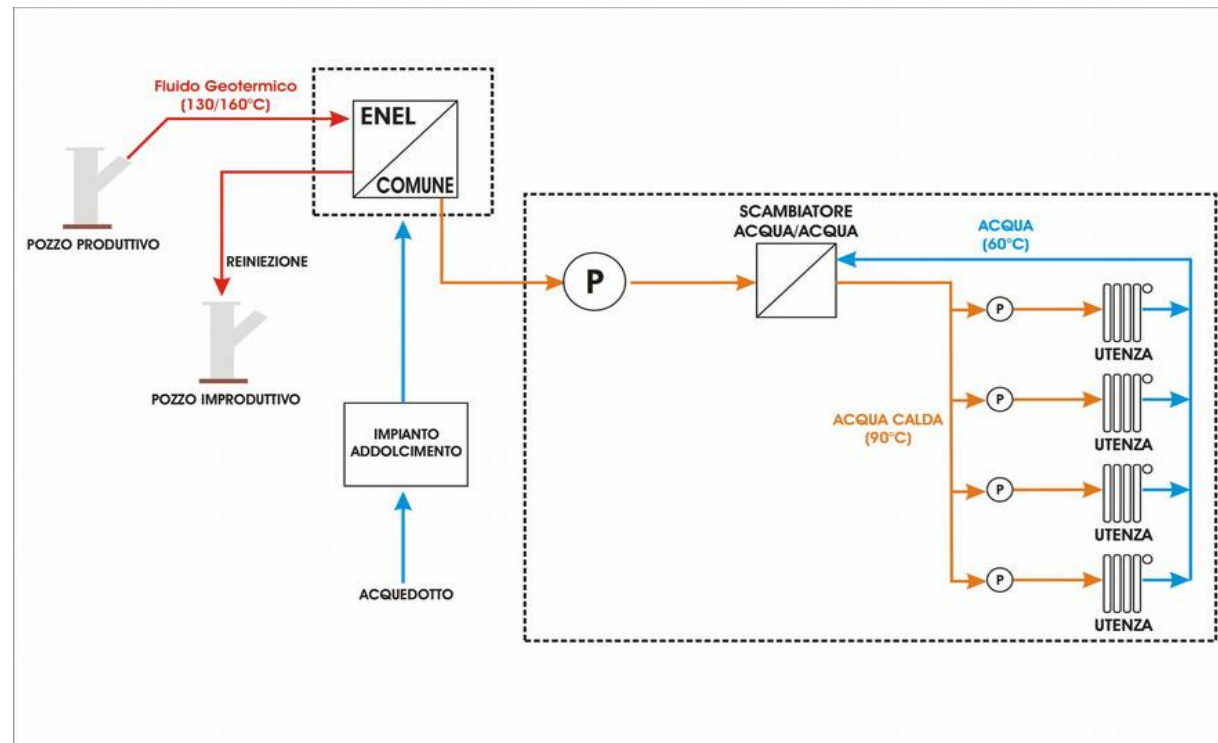 Fluido Geotermico
(130/160°C)
ENEL
COMUNE
POZZO PRODUTTIVO
REINIEZIONE
POZZO IMPRODUTTIVO
IMPIANTO
ADDOLCIMENTO
ACQUEDOTTO
P
SCAMBIATORE
ACQUA/ACQUA
ACQUA
(60°C)
ACQUA CALDA
(90°C)
P
UTENZA
P
UTENZA
P
UTENZA
P
UTENZA